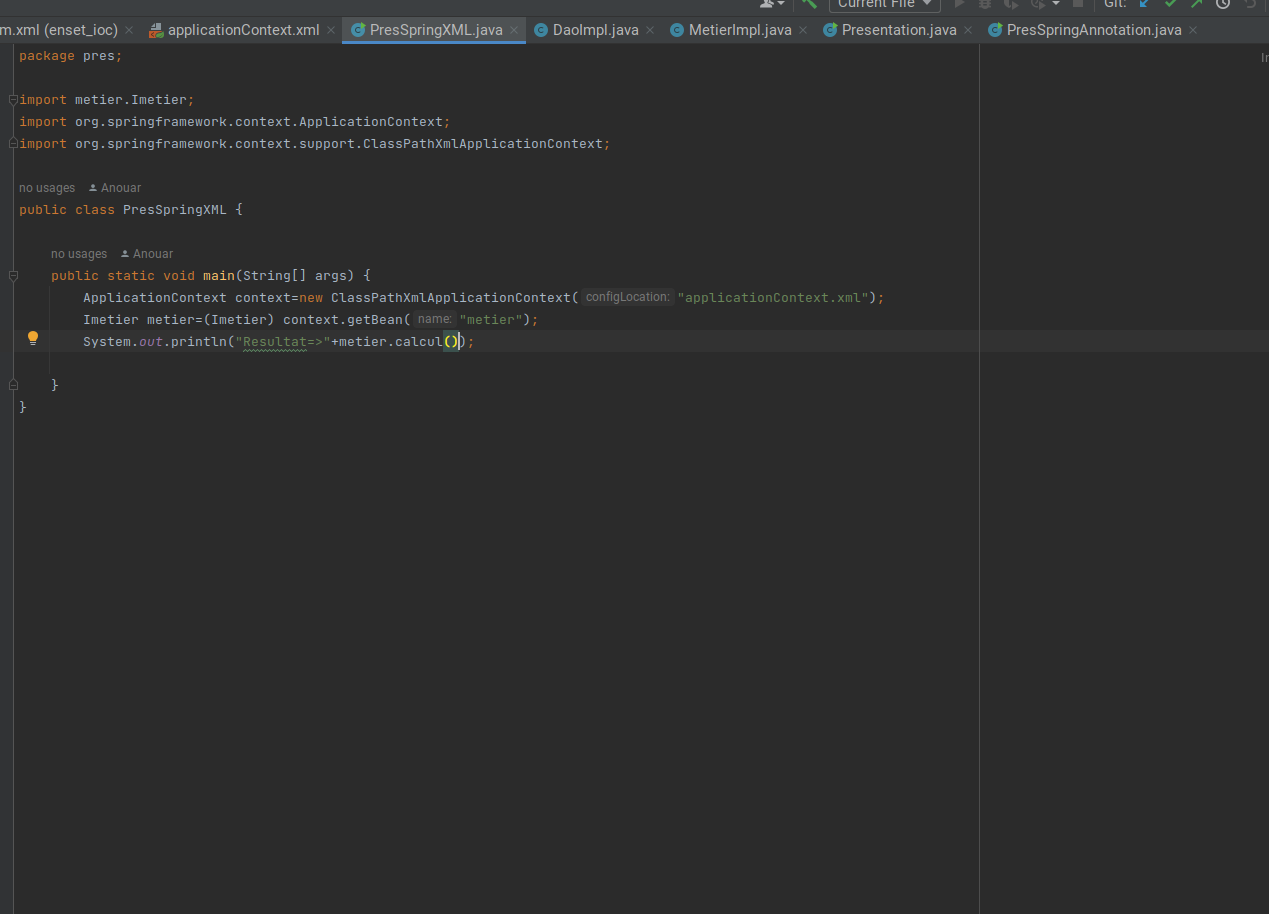 Current File Git:
m.xml (enset_ioc) applicationContext.xml PresSpringXML.java DaoImpl.java MetierImpl.java Presentation.java PresSpringAnnotation.java
package pres;
import metier.Imetier;
import org.springframework.context.ApplicationContext;
import org.springframework.context.support.ClassPathXmlApplicationContext;
no usages Anouar
public class PresSpringXML {
no usages Anouar
public static void main(String[] args) {
ApplicationContext context=new ClassPathXmlApplicationContext( configLocation: "applicationContext.xml");
Imetier metier=(Imetier) context.getBean( name: "metier");
System.out.println("Resultat=>"+metier.calcul());
}
}